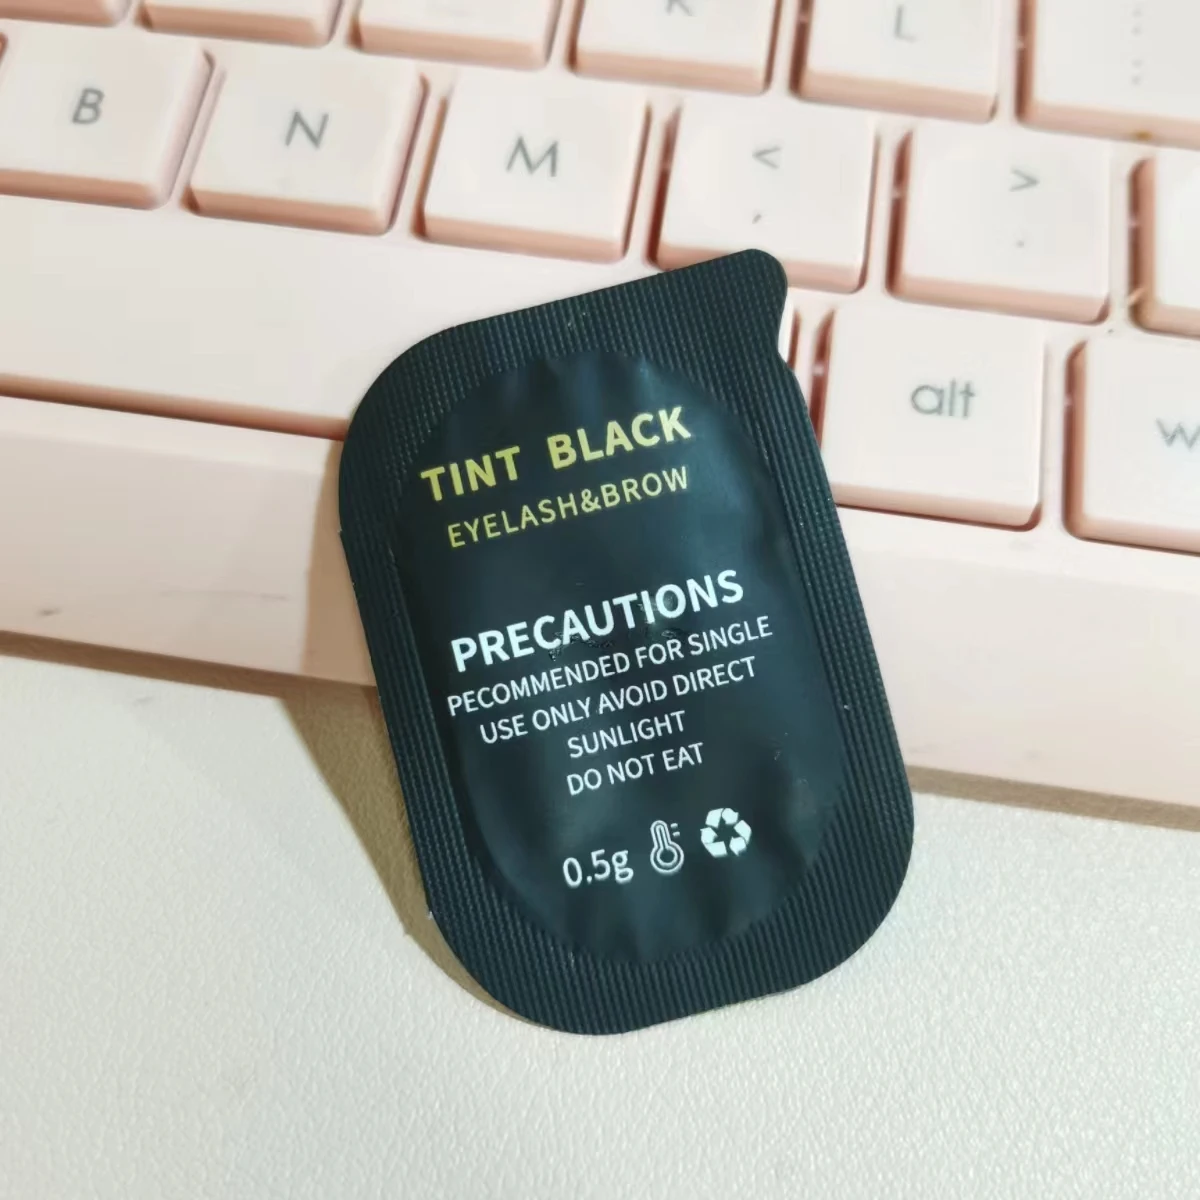 K L
B N M < ,
> .
alt
w
TINT BLACK
EYELASH&BROW
PRECAUTIONS
PECOMMENDED FOR SINGLE
USE ONLY AVOID DIRECT
SUNLIGHT
DO NOT EAT
0.5g